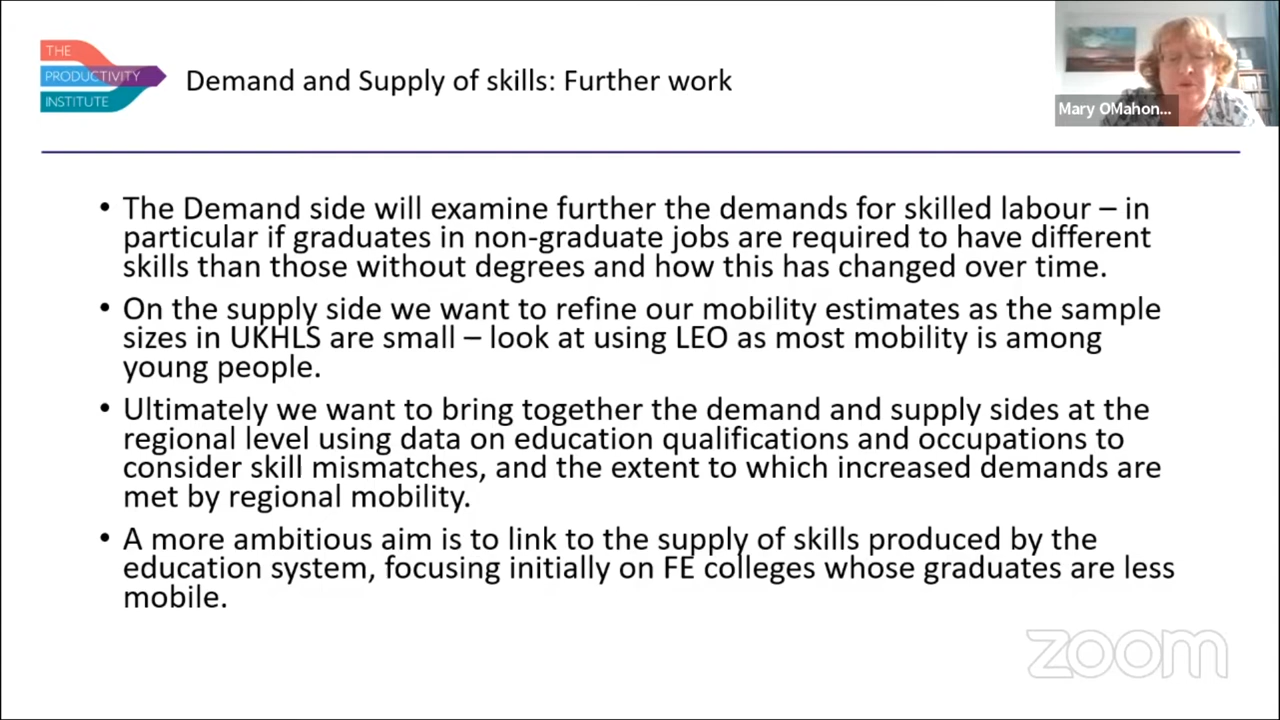 THE
PRODUCTIVITY
INSTITUTE
Demand and Supply of skills: Further work
Mary OMahon...
• The Demand side will examine further the demands for skilled labour – in
particular if graduates in non-graduate jobs are required to have different
skills than those without degrees and how this has changed over time.
• On the supply side we want to refine our mobility estimates as the sample
sizes in UKHLS are small – look at using LEO as most mobility is among
young people.
• Ultimately we want to bring together the demand and supply sides at the
regional level using data on education qualifications and occupations to
consider skill mismatches, and the extent to which increased demands are
met by regional mobility.
• A more ambitious aim is to link to the supply of skills produced by the
education system, focusing initially on FE colleges whose graduates are less
mobile.
zoom